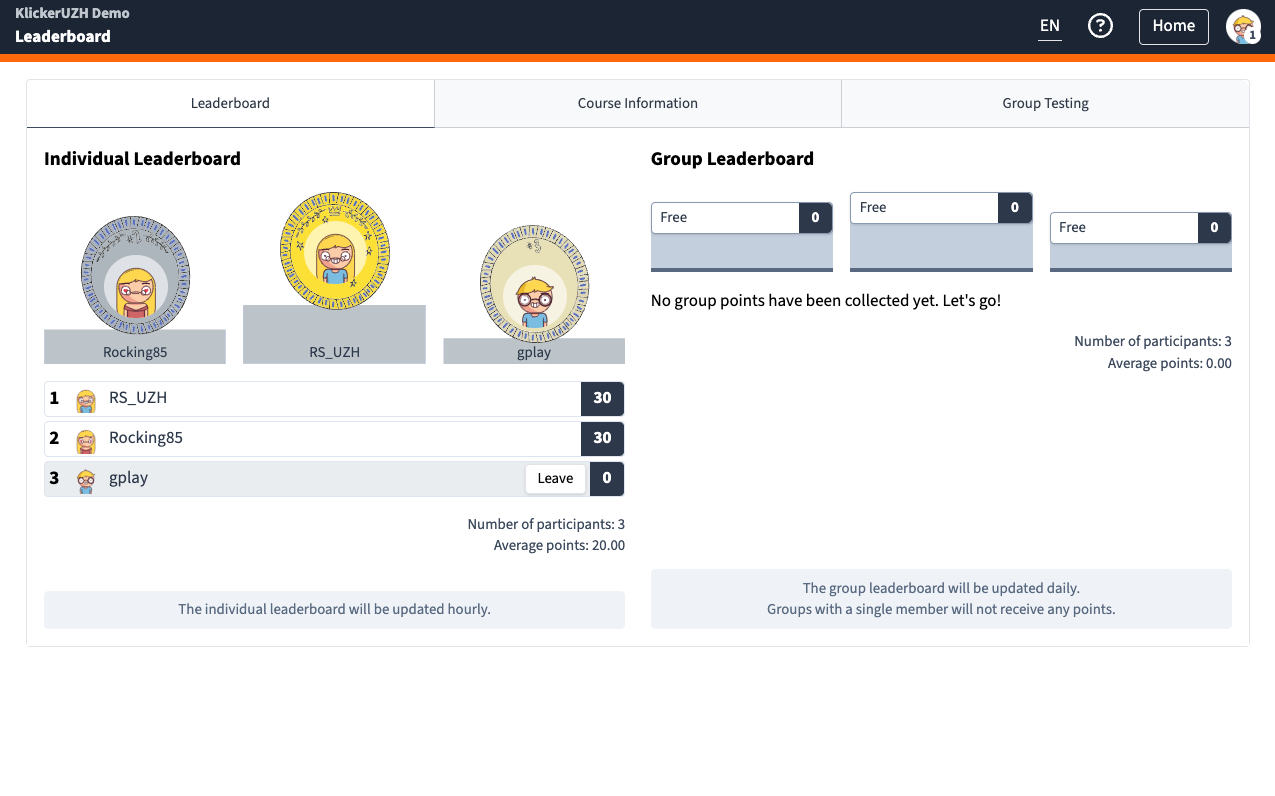 KlickerUZH Demo
Leaderboard
EN
Home
1
Leaderboard
Course Information
Group Testing
Individual Leaderboard
#2
#3
Rocking85
RS_UZH
gplay
1 RS_UZH 30
2 Rocking85 30
3 gplay Leave 0
Number of participants: 3
Average points: 20.00
The individual leaderboard will be updated hourly.
Group Leaderboard
Free 0
Free 0
Free 0
No group points have been collected yet. Let's go!
Number of participants: 3
Average points: 0.00
The group leaderboard will be updated daily.
Groups with a single member will not receive any points.